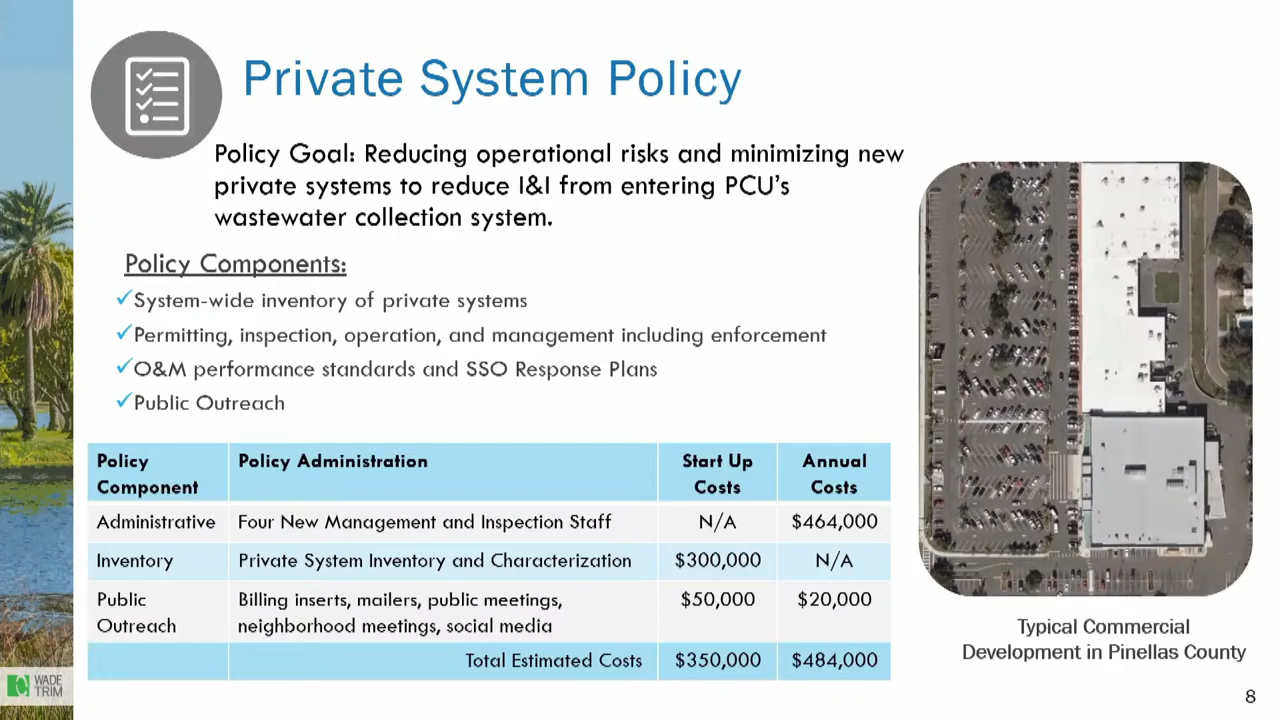 Private System Policy
Policy Goal: Reducing operational risks and minimizing new
private systems to reduce I&I from entering PCU's
wastewater collection system.
Policy Components:
System-wide inventory of private systems
Permitting, inspection, operation, and management including enforcement
O&M performance standards and SSO Response Plans
Public Outreach
Policy Component Policy Administration Start Up Costs Annual Costs
Administrative Four New Management and Inspection Staff N/A $464,000
Inventory Private System Inventory and Characterization $300,000 N/A
Public Outreach Billing inserts, mailers, public meetings, neighborhood meetings, social media $50,000 $20,000
Total Estimated Costs $350,000 $484,000
Typical Commercial
Development in Pinellas County
WADE
TRIM
8